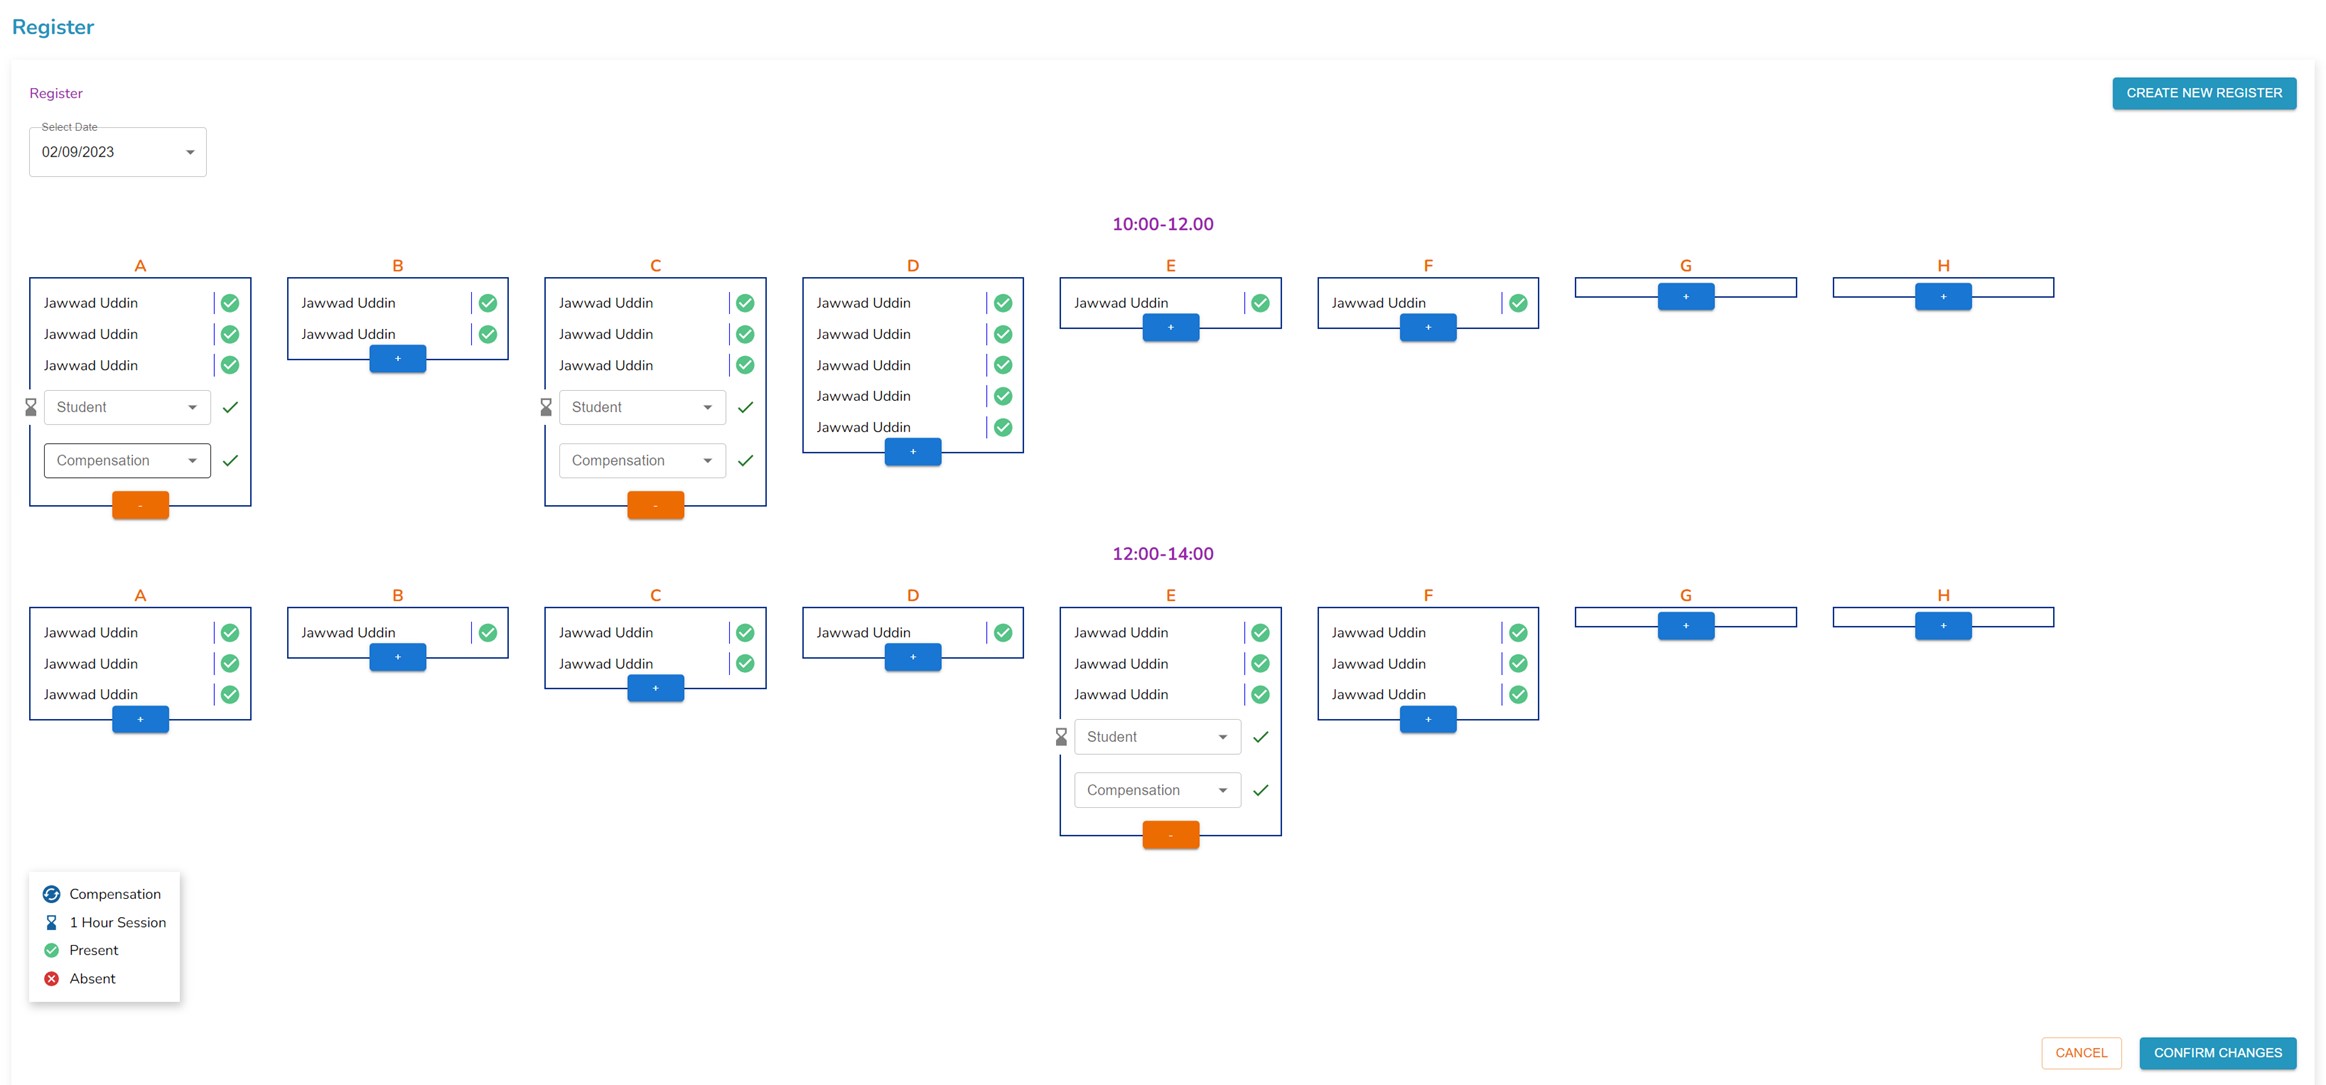 Register
Register
CREATE NEW REGISTER
Select Date
02/09/2023
10:00-12.00
A B C D E F G H
Jawwad Uddin Jawwad Uddin Jawwad Uddin Jawwad Uddin Jawwad Uddin Jawwad Uddin + +
Jawwad Uddin Jawwad Uddin Jawwad Uddin Jawwad Uddin + +
Jawwad Uddin + Jawwad Uddin Jawwad Uddin
Jawwad Uddin
Student Student
Jawwad Uddin
+
Compensation Compensation
- -
12:00-14:00
A B C D E F G H
Jawwad Uddin Jawwad Uddin Jawwad Uddin Jawwad Uddin Jawwad Uddin Jawwad Uddin + +
Jawwad Uddin + Jawwad Uddin + Jawwad Uddin Jawwad Uddin
Jawwad Uddin + Jawwad Uddin Jawwad Uddin
+ +
Student
Compensation
-
Compensation
1 Hour Session
Present
Absent
CANCEL CONFIRM CHANGES